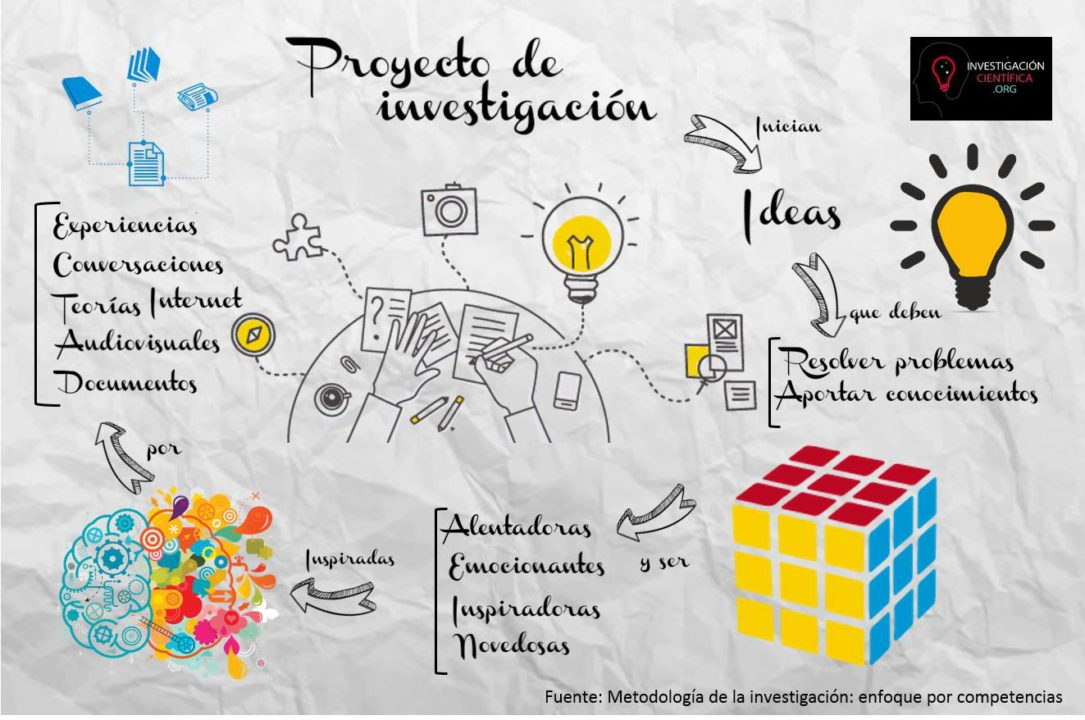 Proyecto de
investigación
INVESTIGACIÓN
CIENTÍFICA
.ORG
Inician
Ideas
que deben
Resolver problemas
Aportar conocimientos
y ser
Alentadoras
Emocionantes
Inspiradoras
Novedosas
Inspiradas
por
Experiencias
Conversaciones
Teorías Internet
Audiovisuales
Documentos
?
Fuente: Metodología de la investigación: enfoque por competencias